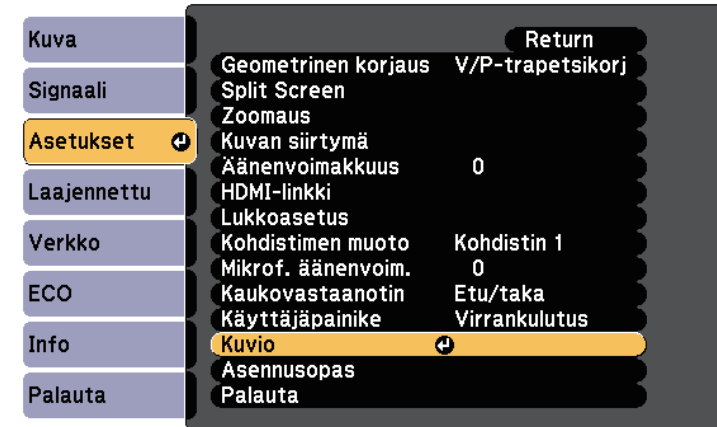 Kuva
Signaali
Asetukset
Laajennettu
Verkko
ECO
Info
Palauta
Return
Geometrinen korjaus V/P-trapetsikorj
Split Screen
Zoomaus
Kuvan siirtymä
Äänenvoimakkuus 0
HDMI-linkki
Lukkoasetus
Kohdistimen muoto Kohdistin 1
Mikrof. äänenvoim. 0
Kaukovastaanotin Etu/taka
Käyttäjäpainike Virrankulutus
Kuvio
Asennusopas
Palauta